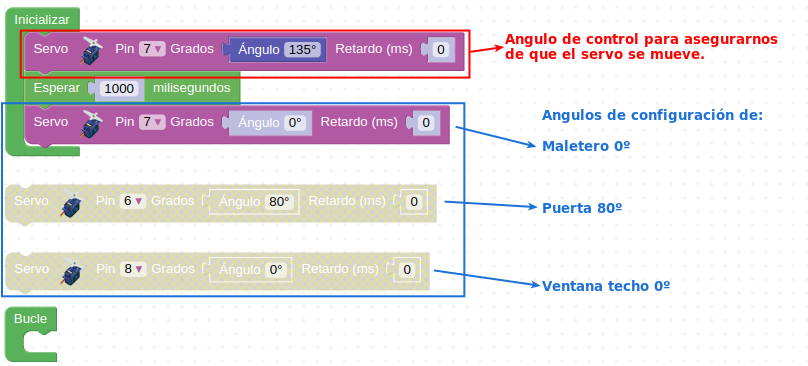 Inicializar
Servo Pin 7 Grados Ángulo 135° Retardo (ms) 0
Angulo de control para asegurarnos
de que el servo se mueve.
Esperar 1000 milisegundos
Servo Pin 7 Grados Ángulo 0° Retardo (ms) 0
Angulos de configuración de:
Maletero 0º
Servo Pin 6 Grados Ángulo 80° Retardo (ms) 0
Puerta 80º
Servo Pin 8 Grados Ángulo 0° Retardo (ms) 0
Ventana techo 0º
Bucle